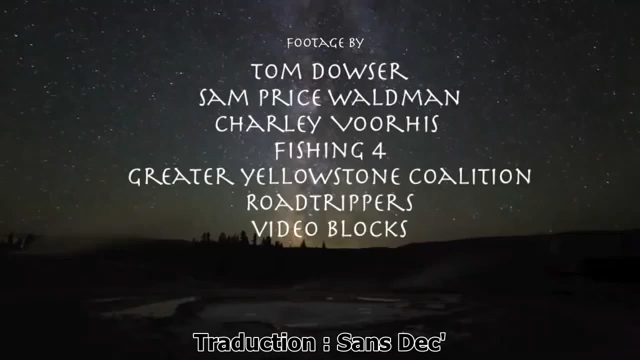 FOOTAGE BY
TOM DOWSER
SAM PRICE WALDMAN
CHARLEY VOORHIS
FISHING 4
GREATER YELLOWSTONE COALITION
ROADTRIPPERS
VIDEO BLOCKS
Traduction : Sans Dec'